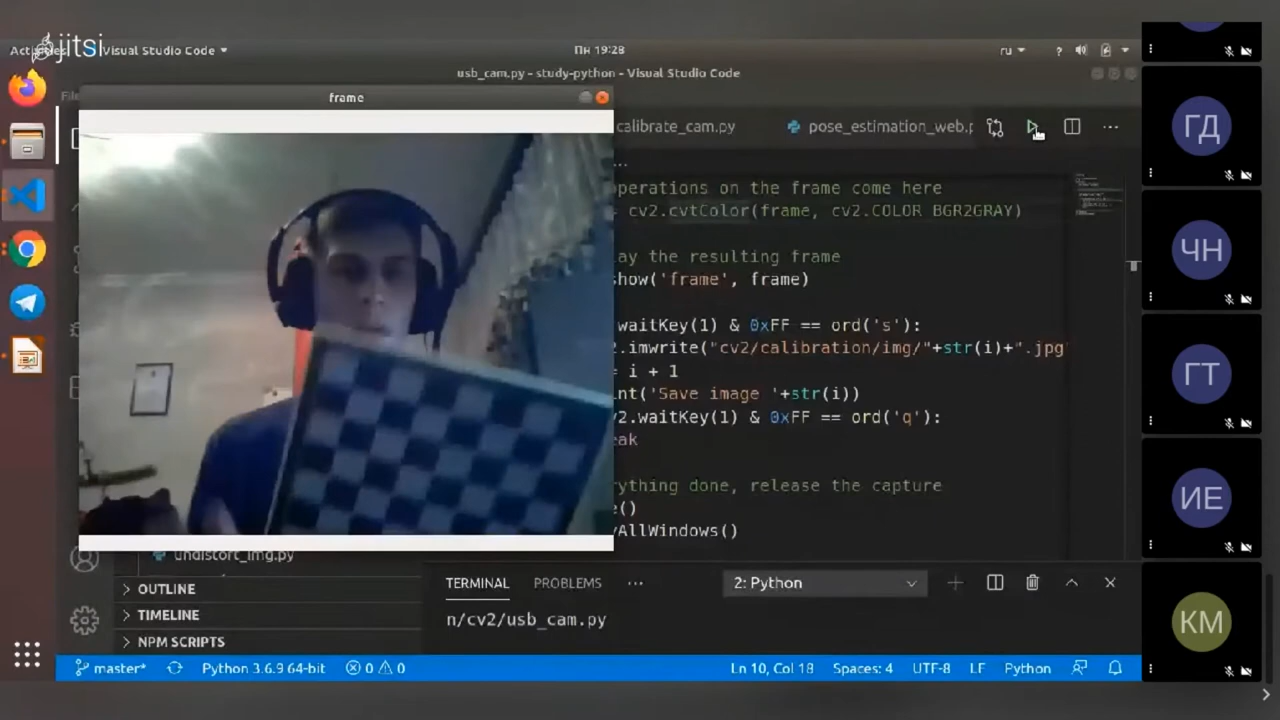 jitsi
Visual Studio Code
Пн 19:28
ru
?
usb_cam.py - study-python - Visual Studio Code
frame
calibrate_cam.py
pose_estimation_web.p
...
operations on the frame come here
= cv2.cvtColor(frame, cv2.COLOR_BGR2GRAY)
lay the resulting frame
show('frame', frame)
waitKey(1) & 0xFF == ord('s'):
2.imwrite("cv2/calibration/img/"+str(i)+".jpg'
= i + 1
nt('Save image '+str(i))
v2.waitKey(1) & 0xFF == ord('q'):
eak
rything done, release the capture
e()
yAllWindows()
undistort_img.py
OUTLINE
TIMELINE
NPM SCRIPTS
TERMINAL
PROBLEMS
2: Python
n/cv2/usb_cam.py
master*
Python 3.6.9 64-bit
0
0
Ln 10, Col 18
Spaces: 4
UTF-8
LF
Python
ГД
ЧН
ГТ
ИЕ
КМ